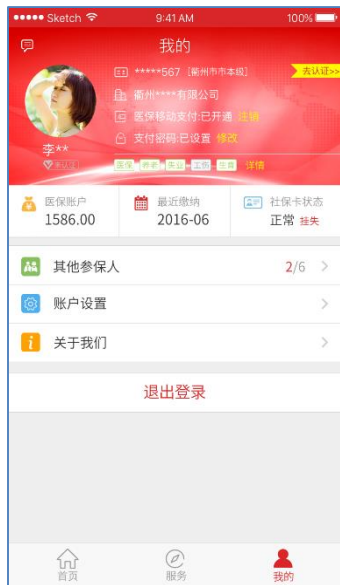 ●●●●● Sketch 9:41 AM 100%
我的
*****567 [衢州市市本级] 去认证>>
衢州****有限公司
医保移动支付:已开通 注销
支付密码:已设置 修改
李**
未认证 医保 养老 失业 工伤 生育 详情
医保账户 最近缴纳 社保卡状态
1586.00 2016-06 正常 挂失
其他参保人 2/6 >
账户设置 >
关于我们 >
退出登录
首页 服务 我的